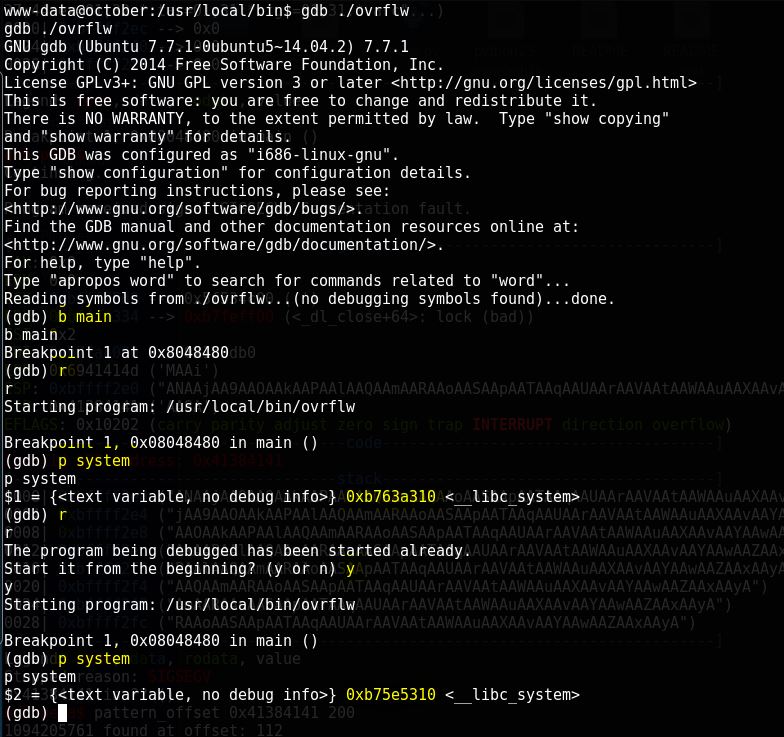 www-data@october:/usr/local/bin$ gdb ./ovrflw
gdb ./ovrflw
GNU gdb (Ubuntu 7.7.1-0ubuntu5~14.04.2) 7.7.1
Copyright (C) 2014 Free Software Foundation, Inc.
License GPLv3+: GNU GPL version 3 or later <http://gnu.org/licenses/gpl.html>
This is free software: you are free to change and redistribute it.
There is NO WARRANTY, to the extent permitted by law.  Type "show copying"
and "show warranty" for details.
This GDB was configured as "i686-linux-gnu".
Type "show configuration" for configuration details.
For bug reporting instructions, please see:
<http://www.gnu.org/software/gdb/bugs/>.
Find the GDB manual and other documentation resources online at:
<http://www.gnu.org/software/gdb/documentation/>.
For help, type "help".
Type "apropos word" to search for commands related to "word"...
Reading symbols from ./ovrflw...(no debugging symbols found)...done.
(gdb) b main
b main
Breakpoint 1 at 0x8048480
(gdb) r
r
Starting program: /usr/local/bin/ovrflw
Breakpoint 1, 0x08048480 in main ()
(gdb) p system
p system
$1 = {<text variable, no debug info>} 0xb763a310 <__libc_system>
(gdb) r
r
The program being debugged has been started already.
Start it from the beginning? (y or n) y
y
Starting program: /usr/local/bin/ovrflw
Breakpoint 1, 0x08048480 in main ()
(gdb) p system
p system
$2 = {<text variable, no debug info>} 0xb75e5310 <__libc_system>
(gdb)
pattern_offset 0x41384141 200
1094205761 found at offset: 112